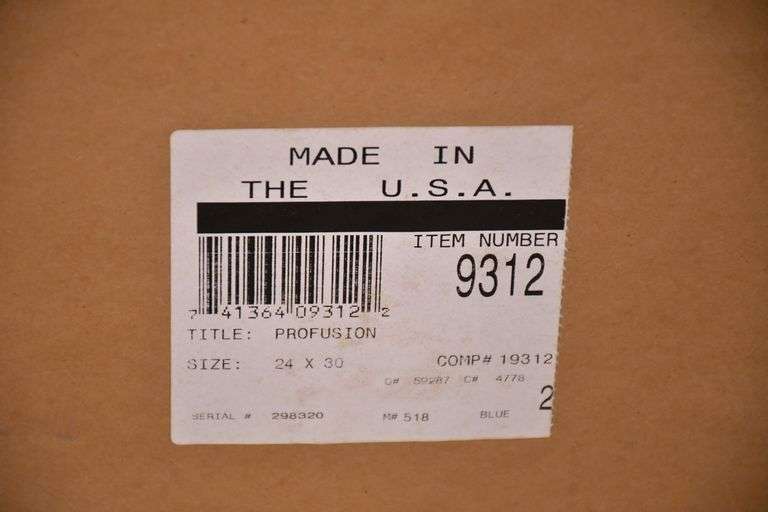 MADE IN
THE U.S.A.
ITEM NUMBER
9312
7 41364 09312 2
TITLE: PROFUSION
SIZE: 24 X 30 COMP# 19312
O# 59287 C# 4778
2
SERIAL # 298320 M# 518 BLUE